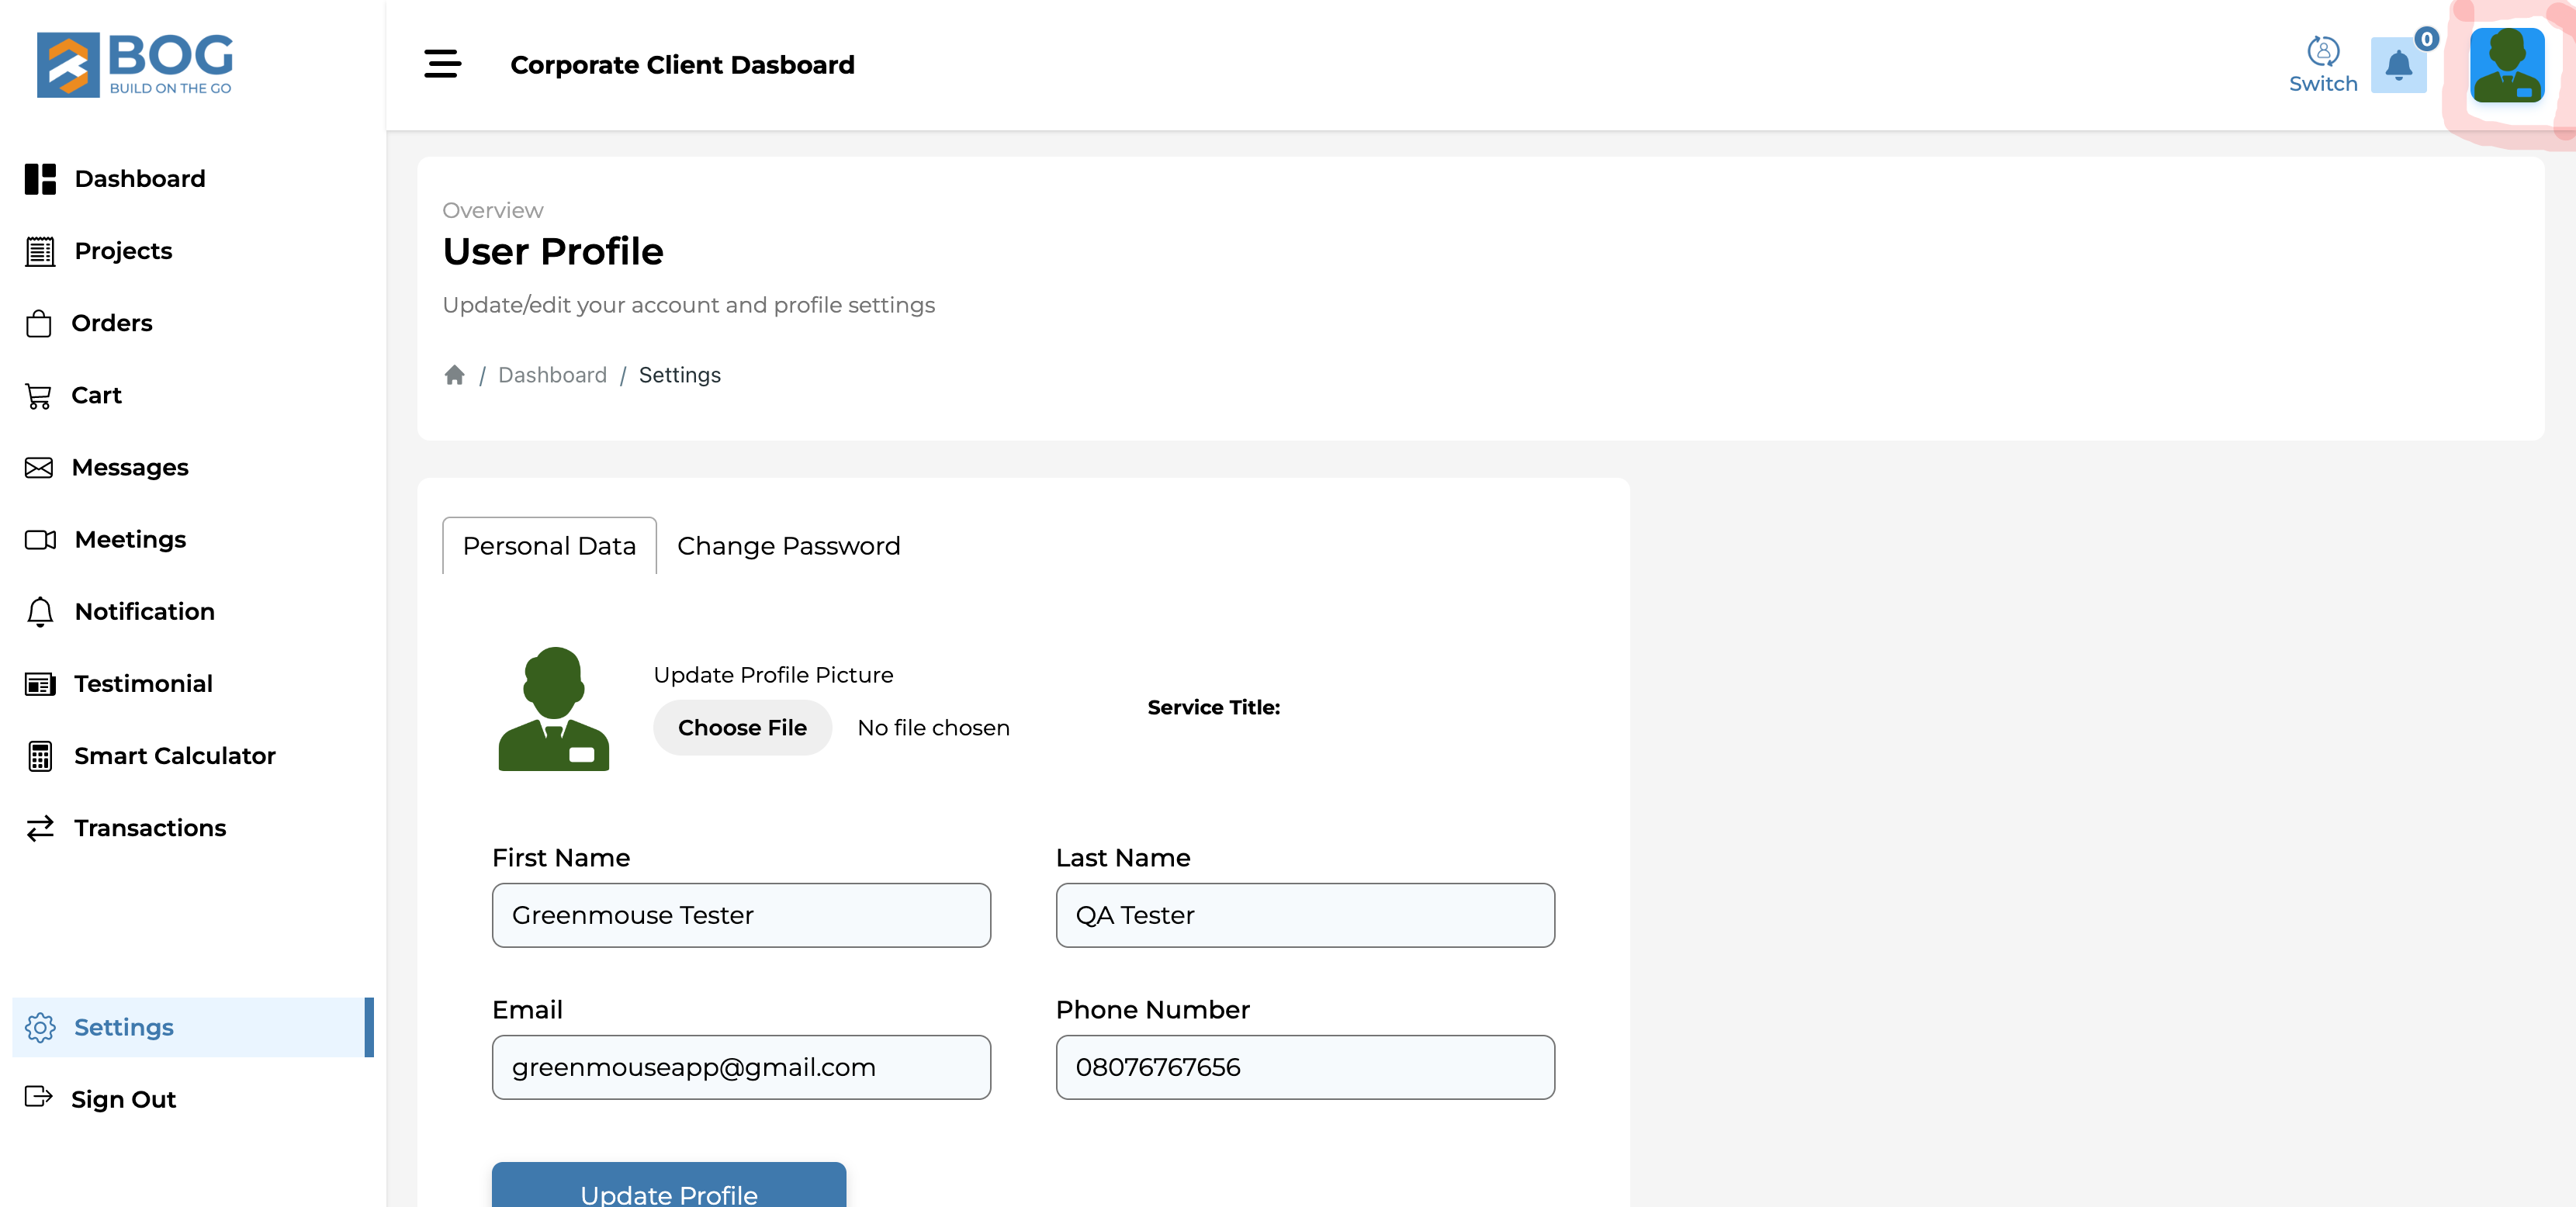 BOG
BUILD ON THE GO
Corporate Client Dasboard
Switch
0
Dashboard
Projects
Orders
Cart
Messages
Meetings
Notification
Testimonial
Smart Calculator
Transactions
Settings
Sign Out
Overview
User Profile
Update/edit your account and profile settings
/ Dashboard / Settings
Personal Data Change Password
Update Profile Picture
Choose File No file chosen
Service Title:
First Name Last Name
Greenmouse Tester QA Tester
Email Phone Number
greenmouseapp@gmail.com 08076767656
Update Profile